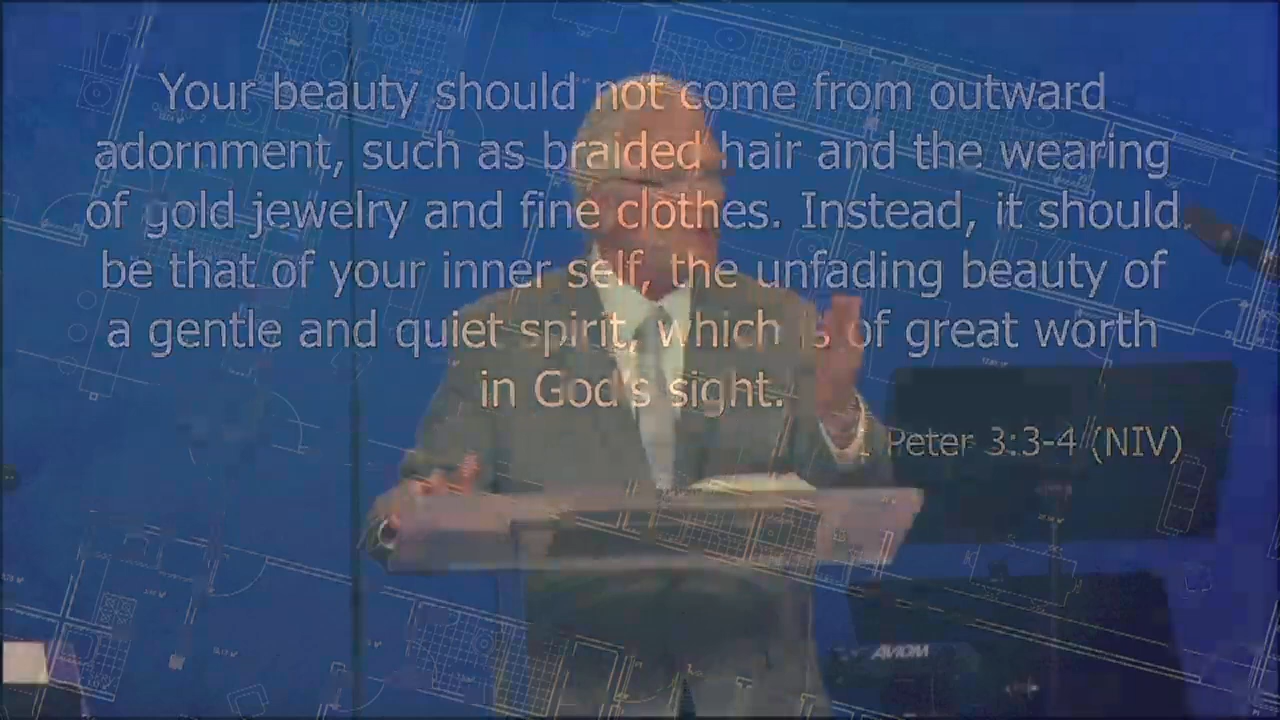 Your beauty should not come from outward
adornment, such as braided hair and the wearing
of gold jewelry and fine clothes. Instead, it should
be that of your inner self, the unfading beauty of
a gentle and quiet spirit, which is of great worth
in God's sight.
Peter 3:3-4 (NIV)
AVIOM